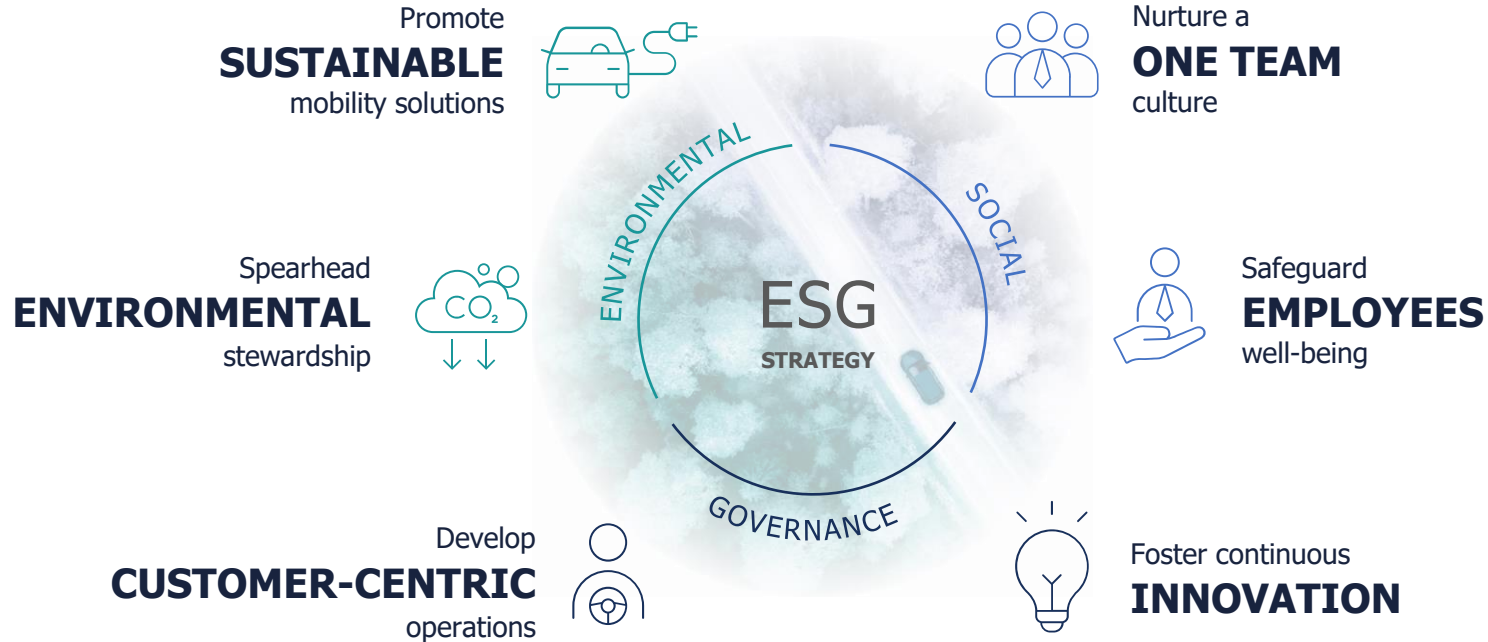 Promote
SUSTAINABLE
mobility solutions
Nurture a
ONE TEAM
culture
ENVIRONMENTAL
SOCIAL
Spearhead
ENVIRONMENTAL
stewardship
CO2
ESG
STRATEGY
Safeguard
EMPLOYEES
well-being
GOVERNANCE
Develop
CUSTOMER-CENTRIC
operations
Foster continuous
INNOVATION